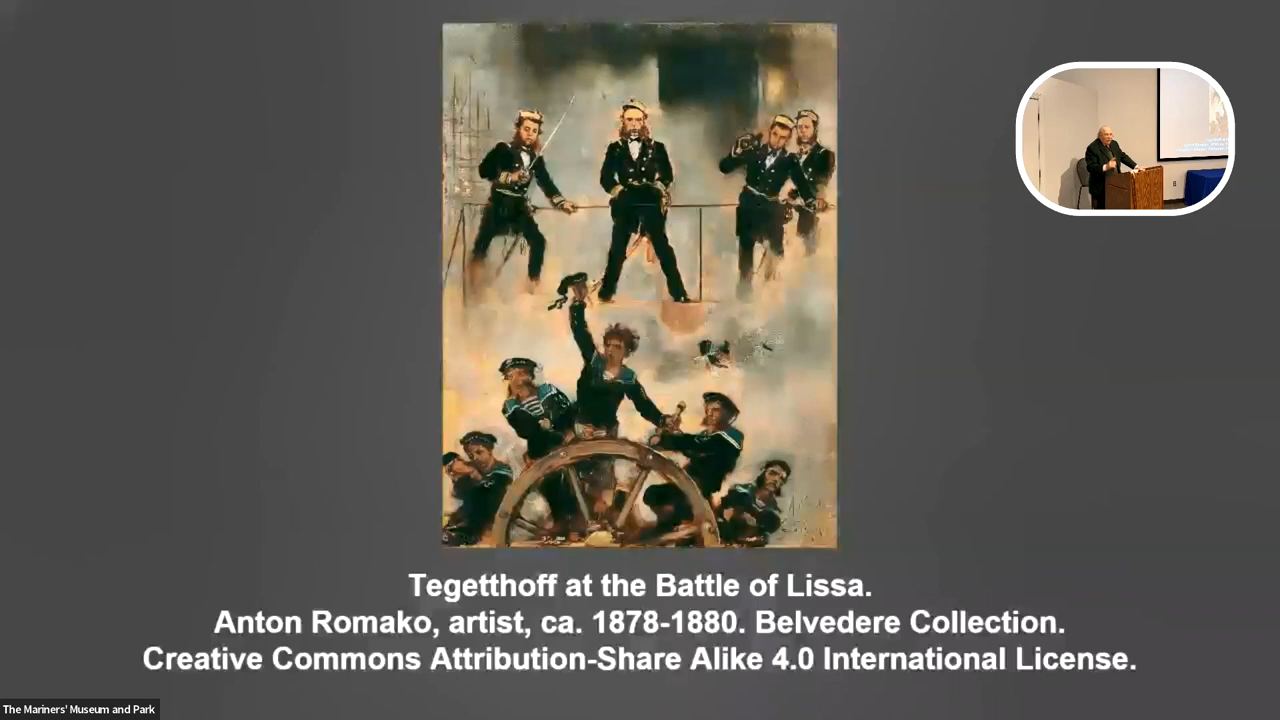 Tegetthoff at the Battle of Lissa.
Anton Romako, artist, ca. 1878-1880. Belvedere Collection.
Creative Commons Attribution-Share Alike 4.0 International License.
The Mariners' Museum and Park